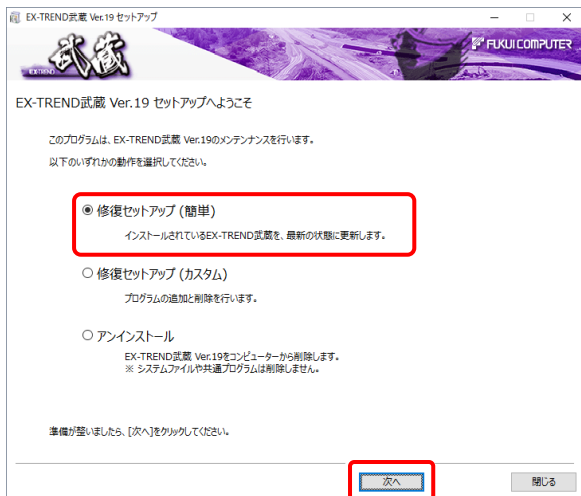 EX-TREND武蔵 Ver.19 セットアップ
武蔵
EX-TREND
FUKUI COMPUTER
EX-TREND武蔵 Ver.19 セットアップへようこそ
このプログラムは、EX-TREND武蔵 Ver.19のメンテンナンスを行います。
以下のいずれかの動作を選択してください。
修復セットアップ (簡単)
インストールされているEX-TREND武蔵を、最新の状態に更新します。
修復セットアップ (カスタム)
プログラムの追加と削除を行います。
アンインストール
EX-TREND武蔵 Ver.19をコンピューターから削除します。
※ システムファイルや共通プログラムは削除しません。
準備が整いましたら、[次へ]をクリックしてください。
次へ
閉じる